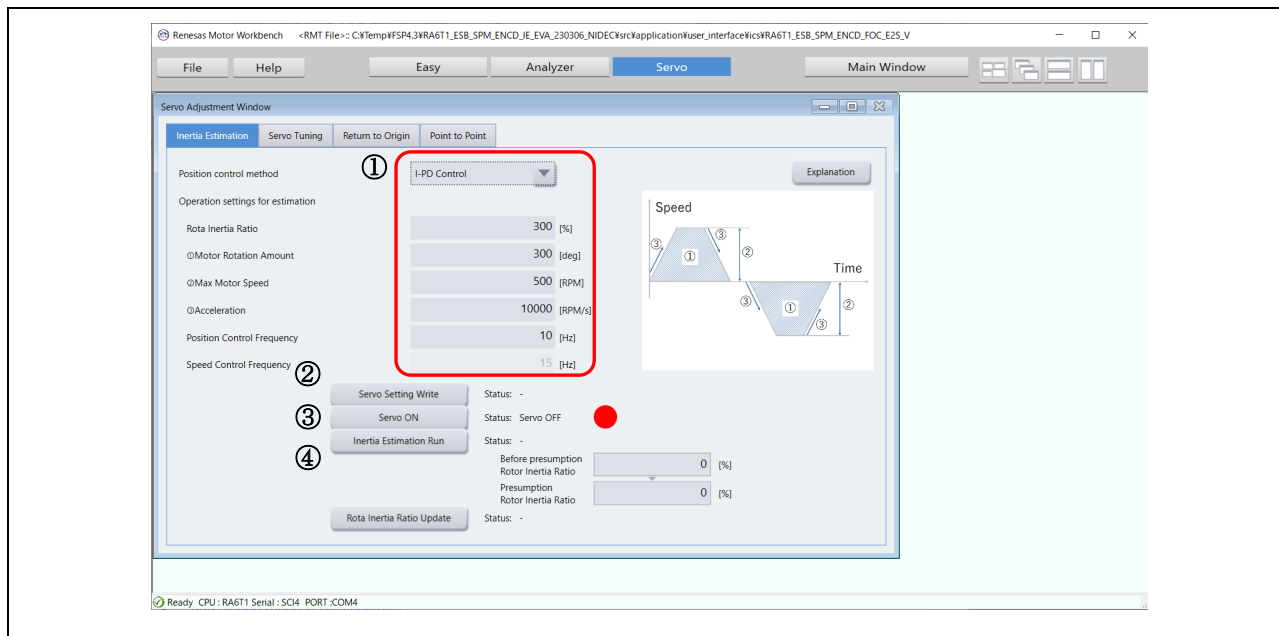 Renesas Motor Workbench <RMT File>:: C:¥Temp¥FSP4.3¥RA6T1_ESB_SPM_ENCD_IE_EVA_230306_NIDEC¥src¥application¥user_interface¥ics¥RA6T1_ESB_SPM_ENCD_FOC_E2S_V
File Help Easy Analyzer Servo Main Window
Servo Adjustment Window
Inertia Estimation Servo Tuning Return to Origin Point to Point
Position control method ① I-PD Control Explanation
Operation settings for estimation
Rota Inertia Ratio 300 [%]
①Motor Rotation Amount 300 [deg]
②Max Motor Speed 500 [RPM]
③Acceleration 10000 [RPM/s]
Position Control Frequency 10 [Hz]
Speed Control Frequency 15 [Hz]
Speed
③ ① ③ ②
Time
③ ① ②
③
②
Servo Setting Write Status: -
③ Servo ON Status: Servo OFF
Inertia Estimation Run Status: -
④
Before presumption
Rotor Inertia Ratio 0 [%]
Presumption
Rotor Inertia Ratio 0 [%]
Rota Inertia Ratio Update Status: -
Ready CPU : RA6T1 Serial : SCI4 PORT :COM4